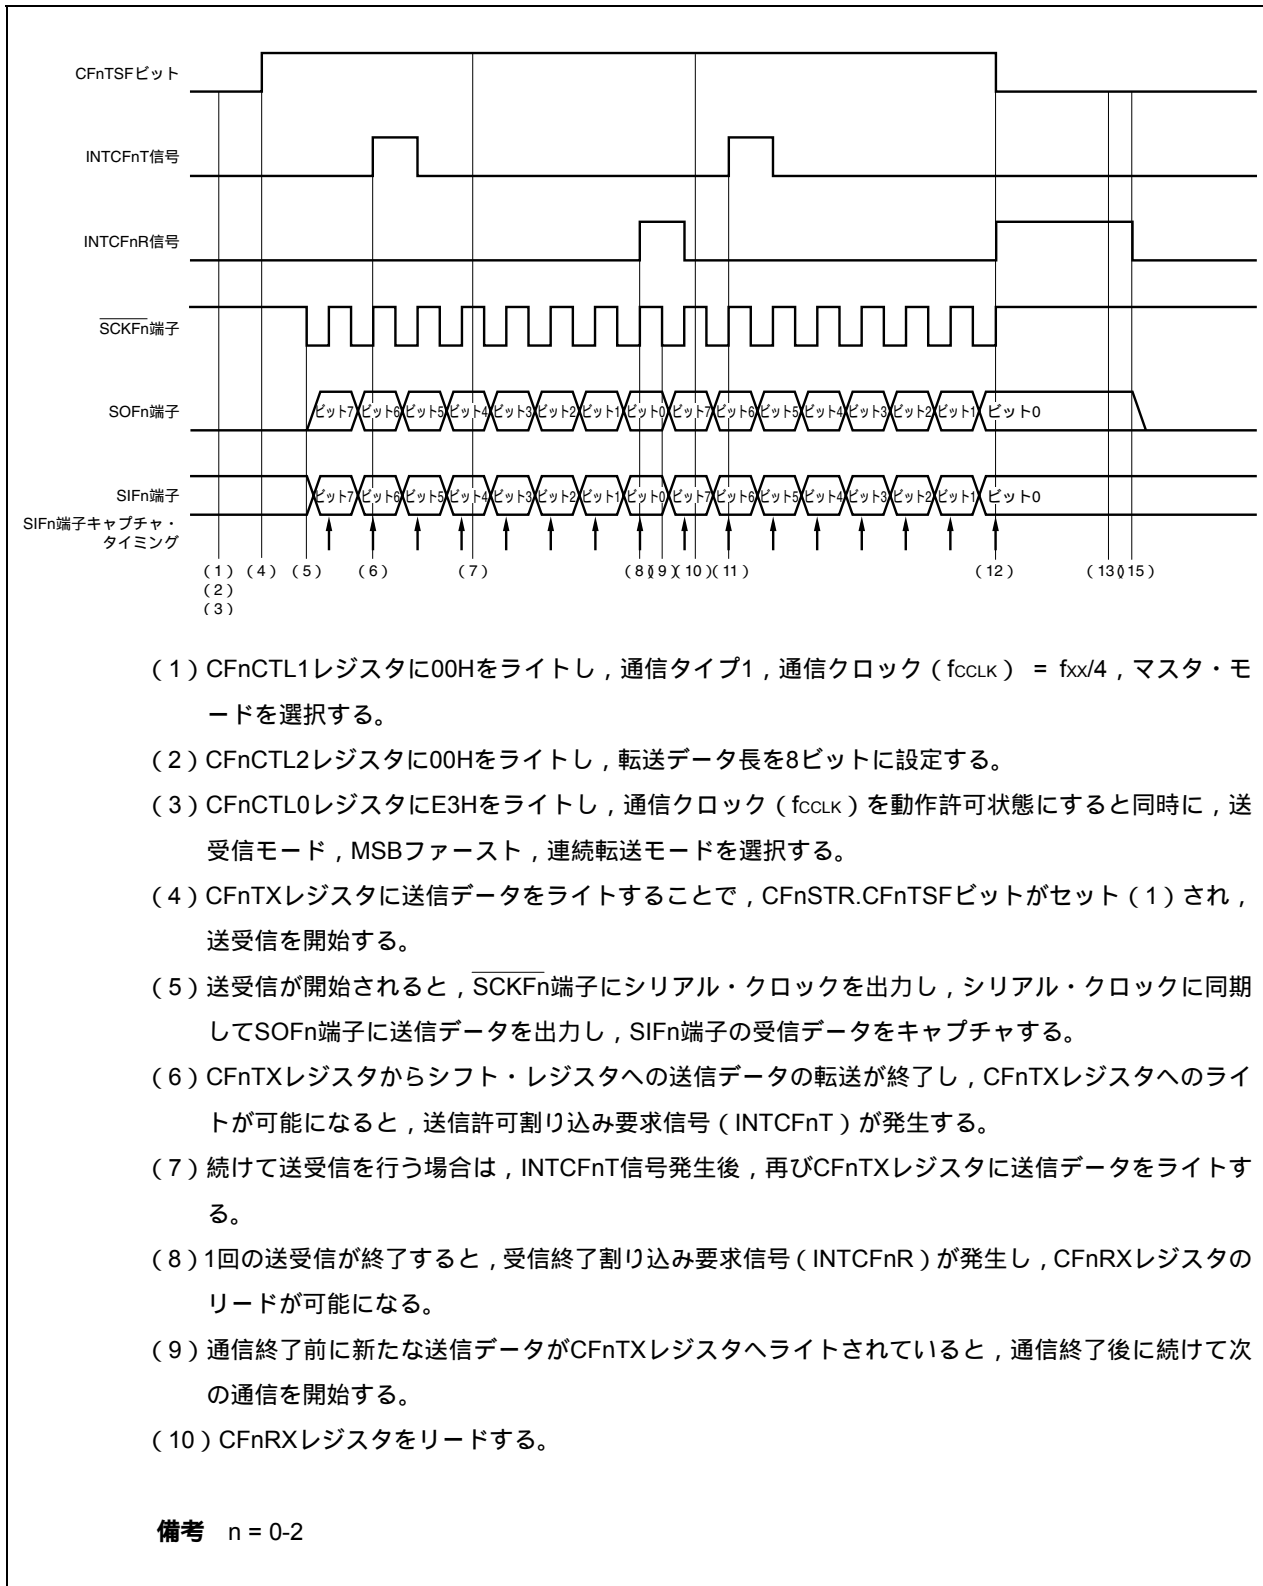 CFnTSFビット
INTCFnT信号
INTCFnR信号
SCKFn端子
SOFn端子
ビット7 ビット6 ビット5 ビット4 ビット3 ビット2 ビット1 ビット0 ビット7 ビット6 ビット5 ビット4 ビット3 ビット2 ビット1 ビット0
SIFn端子
ビット7 ビット6 ビット5 ビット4 ビット3 ビット2 ビット1 ビット0 ビット7 ビット6 ビット5 ビット4 ビット3 ビット2 ビット1 ビット0
SIFn端子キャプチャ・
タイミング
(1) (4) (5) (6) (7) (8)(9)(10)(11) (12) (13)(15)
(2)
(3)
(1)CFnCTL1レジスタに00Hをライトし,通信タイプ1,通信クロック(fCCLK) = fXX/4,マスタ・モ
ードを選択する。
(2)CFnCTL2レジスタに00Hをライトし,転送データ長を8ビットに設定する。
(3)CFnCTL0レジスタにE3Hをライトし,通信クロック(fCCLK)を動作許可状態にすると同時に,送
受信モード,MSBファースト,連続転送モードを選択する。
(4)CFnTXレジスタに送信データをライトすることで,CFnSTR.CFnTSFビットがセット(1)され,
送受信を開始する。
(5)送受信が開始されると,SCKFn端子にシリアル・クロックを出力し,シリアル・クロックに同期
してSOFn端子に送信データを出力し,SIFn端子の受信データをキャプチャする。
(6)CFnTXレジスタからシフト・レジスタへの送信データの転送が終了し,CFnTXレジスタへのライ
トが可能になると,送信許可割り込み要求信号(INTCFnT)が発生する。
(7)続けて送受信を行う場合は,INTCFnT信号発生後,再びCFnTXレジスタに送信データをライトす
る。
(8)1回の送受信が終了すると,受信終了割り込み要求信号(INTCFnR)が発生し,CFnRXレジスタの
リードが可能になる。
(9)通信終了前に新たな送信データがCFnTXレジスタへライトされていると,通信終了後に続けて次
の通信を開始する。
(10)CFnRXレジスタをリードする。
備考 n = 0-2